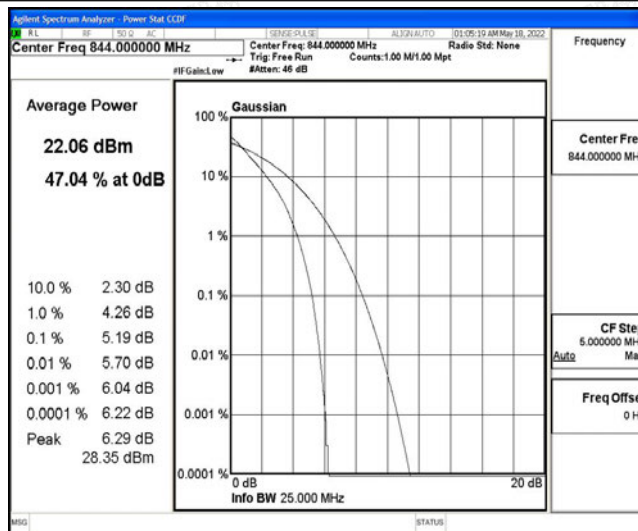 Agilent Spectrum Analyzer - Power Stat CCDF
RL RF 50 Ω AC SENSE:PULSE ALIGN AUTO 01:05:19 AM May 18, 2022
Center Freq 844.000000 MHz
Center Freq: 844.000000 MHz Radio Std: None
Trig: Free Run Counts:1.00 M/1.00 Mpt
#IFGain:Low #Atten: 46 dB
Frequency
Average Power
22.06 dBm
47.04 % at 0dB
10.0 % 2.30 dB
1.0 % 4.26 dB
0.1 % 5.19 dB
0.01 % 5.70 dB
0.001 % 6.04 dB
0.0001 % 6.22 dB
Peak 6.29 dB
28.35 dBm
Gaussian
100 %
10 %
1 %
0.1 %
0.01 %
0.001 %
0.0001 %
0 dB 20 dB
Info BW 25.000 MHz
Center Fre
844.000000 MH
CF Ste
5.000000 MH
Auto Ma
Freq Offse
0 H
MSG STATUS